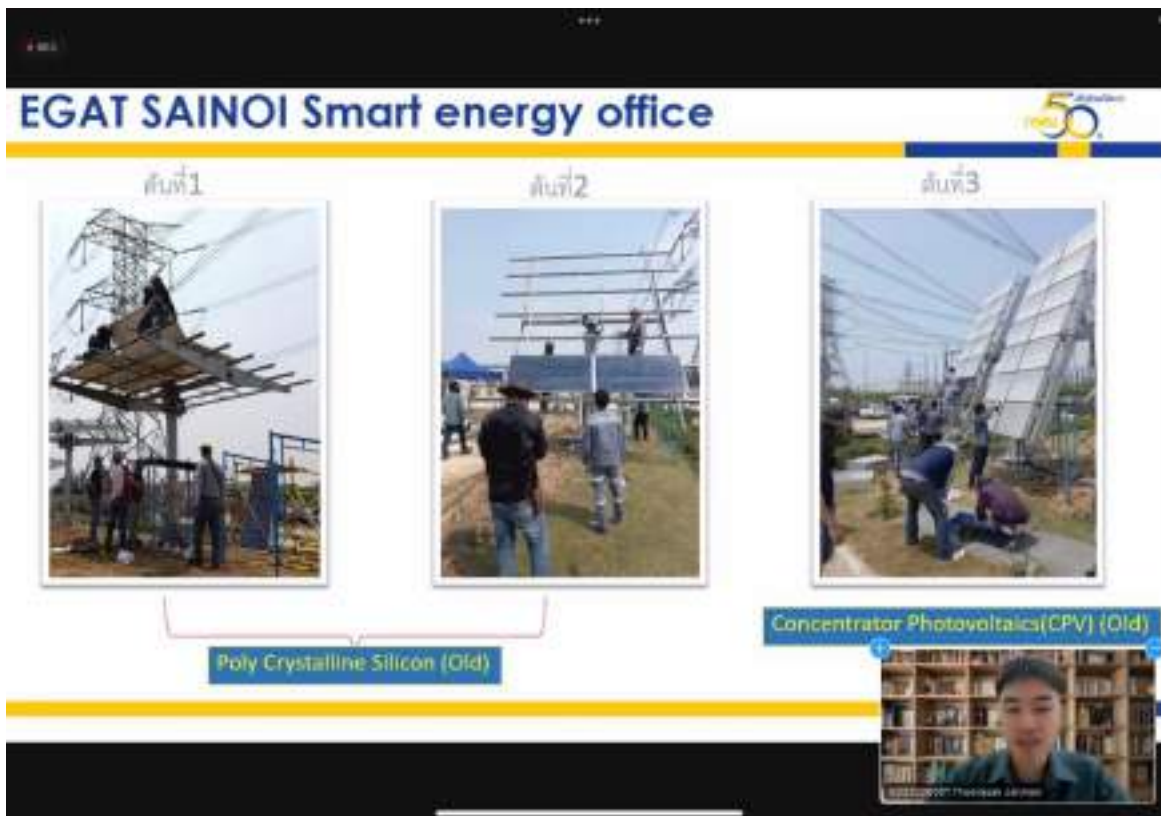 EGAT SAINOI Smart energy office
50
ต้นที่1
ต้นที่2
ต้นที่3
Poly Crystalline Silicon (Old)
Concentrator Photovoltaics(CPV) (Old)